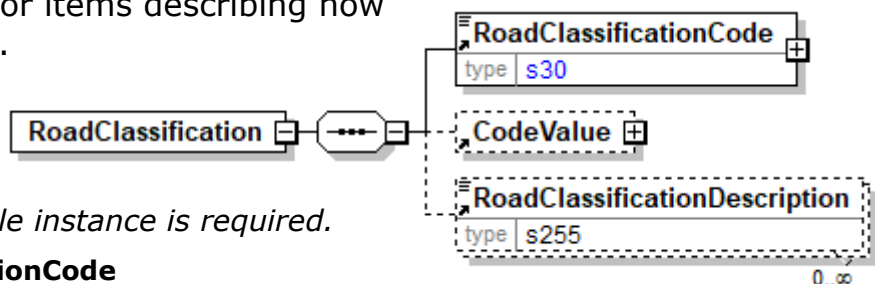 or items describing how
.
RoadClassificationCode
type s30
RoadClassification
CodeValue
RoadClassificationDescription
type s255
0..∞
le instance is required.
ionCode